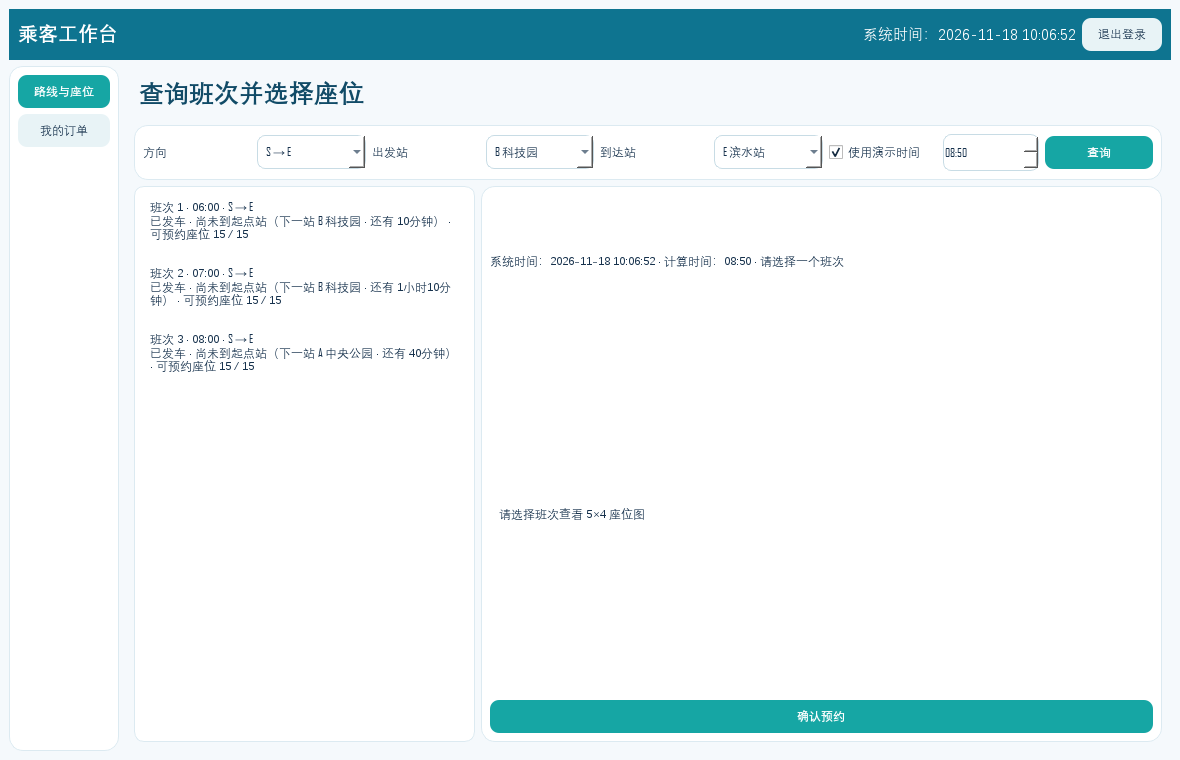 乘客工作台
系统时间: 2026-11-18 10:06:52
退出登录
路线与座位
我的订单
查询班次并选择座位
方向
S → E
出发站
B 科技园
到达站
E 滨水站
使用演示时间
08:50
查询
班次 1 · 06:00 · S → E
已发车 · 尚未到起点站（下一站 B 科技园 · 还有 10分钟） ·
可预约座位 15 / 15
班次 2 · 07:00 · S → E
已发车 · 尚未到起点站（下一站 B 科技园 · 还有 1小时10分
钟） · 可预约座位 15 / 15
班次 3 · 08:00 · S → E
已发车 · 尚未到起点站（下一站 A 中央公园 · 还有 40分钟）
· 可预约座位 15 / 15
系统时间: 2026-11-18 10:06:52 · 计算时间: 08:50 · 请选择一个班次
请选择班次查看 5×4 座位图
确认预约